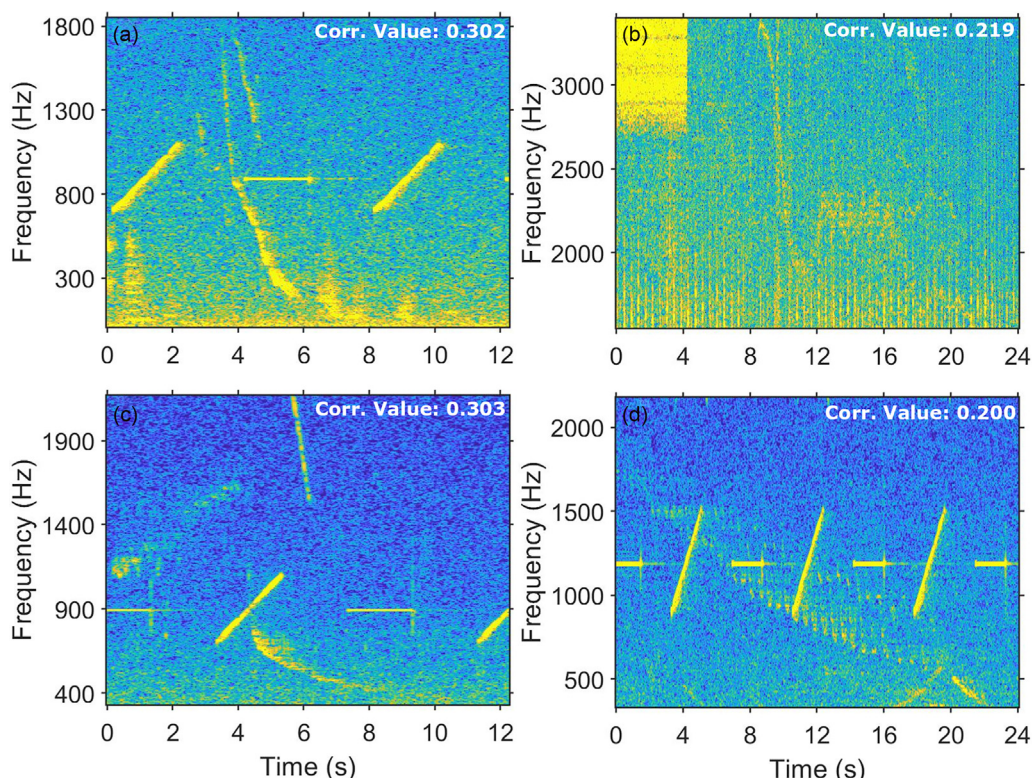 (a) Corr. Value: 0.302
1800
1300
800
300
Frequency (Hz)
0 2 4 6 8 10 12
(b) Corr. Value: 0.219
3000
2500
2000
Frequency (Hz)
0 4 8 12 16 20 24
(c) Corr. Value: 0.303
1900
1400
900
400
Frequency (Hz)
0 2 4 6 8 10 12
Time (s)
(d) Corr. Value: 0.200
2000
1500
1000
500
Frequency (Hz)
0 4 8 12 16 20 24
Time (s)